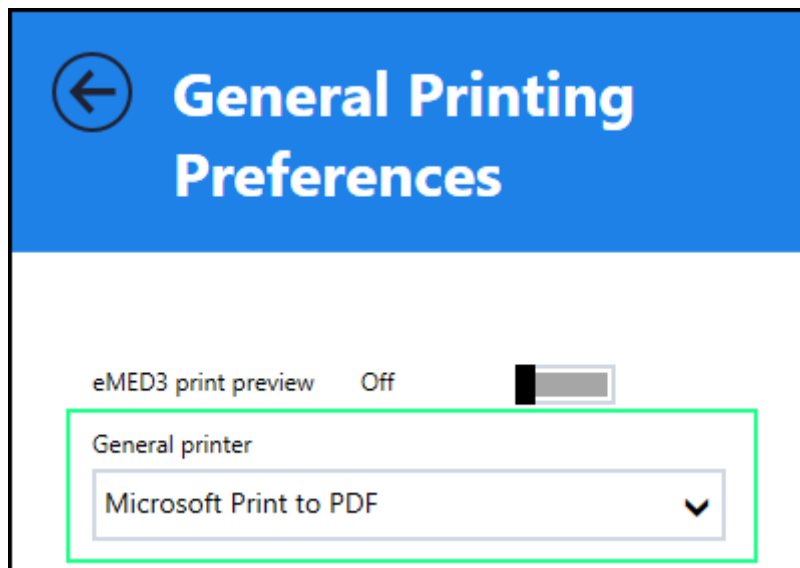 General Printing
Preferences
eMED3 print preview Off
General printer
Microsoft Print to PDF